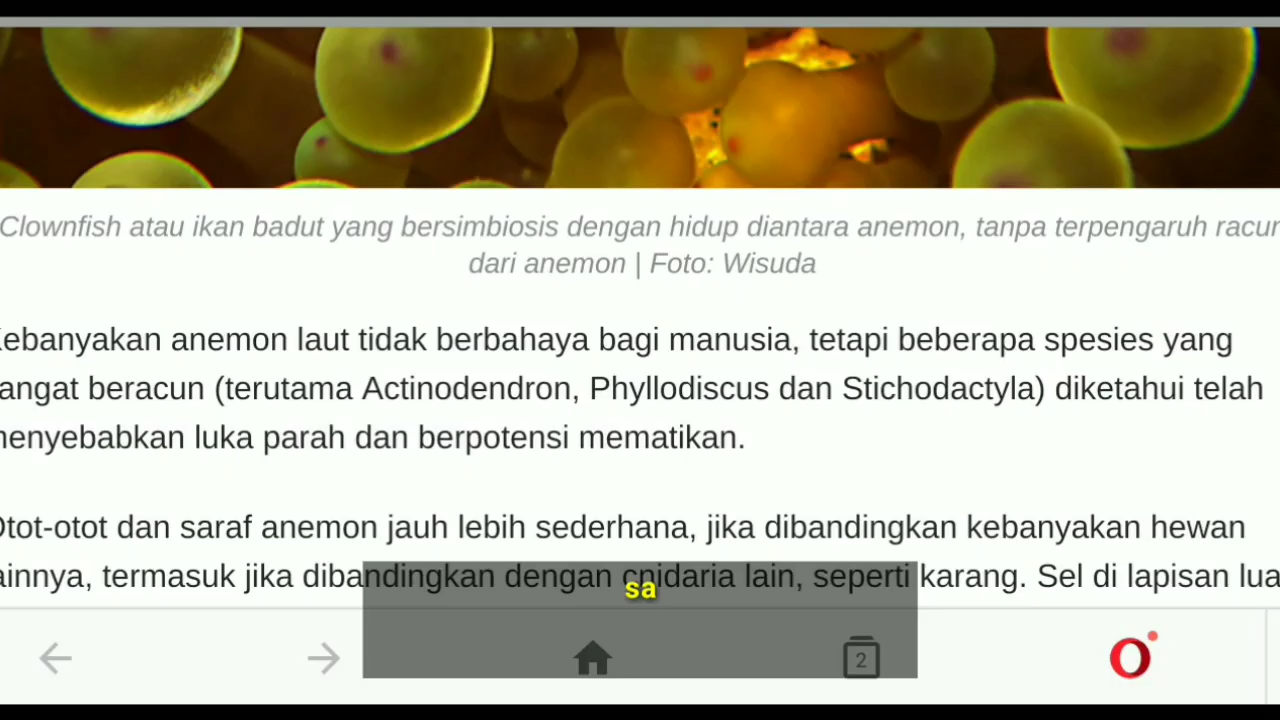 Clownfish atau ikan badut yang bersimbiosis dengan hidup diantara anemon, tanpa terpengaruh racun
dari anemon | Foto: Wisuda
Kebanyakan anemon laut tidak berbahaya bagi manusia, tetapi beberapa spesies yang
sangat beracun (terutama Actinodendron, Phyllodiscus dan Stichodactyla) diketahui telah
menyebabkan luka parah dan berpotensi mematikan.
Otot-otot dan saraf anemon jauh lebih sederhana, jika dibandingkan kebanyakan hewan
lainnya, termasuk jika dibandingkan dengan cnidaria lain, seperti karang. Sel di lapisan lua
sa
2